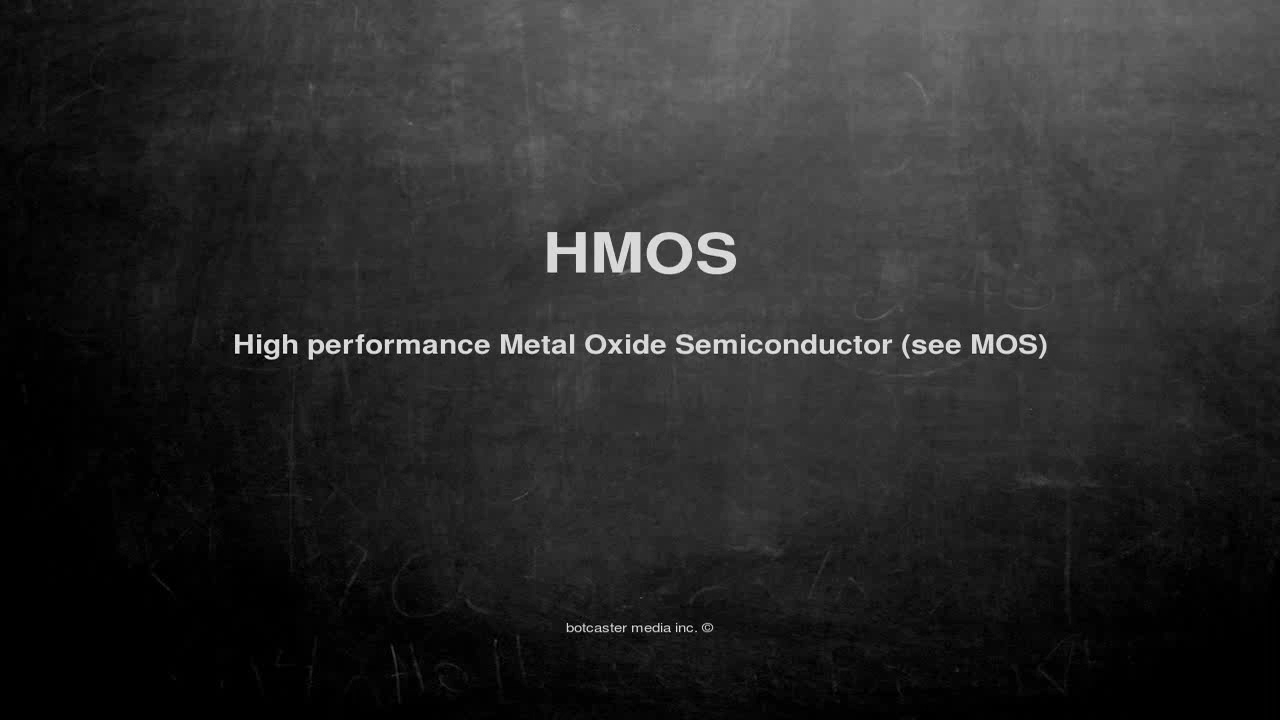 HMOS
High performance Metal Oxide Semiconductor (see MOS)
botcaster media inc. ©